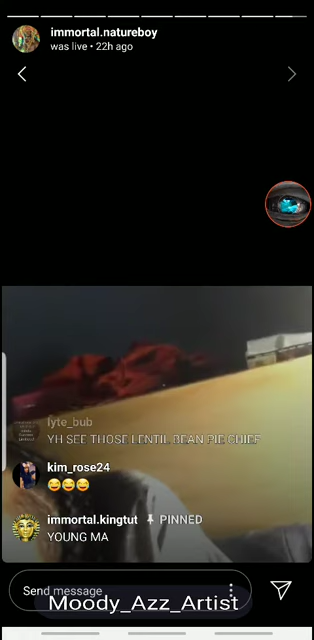 immortal.natureboy
was live • 22h ago
lyte_bub
YH SEE THOSE LENTIL BEAN PIE CHIEF
kim_rose24
😂😂😂
immortal.kingtut PINNED
YOUNG MA
Send message
Moody_Azz_Artist